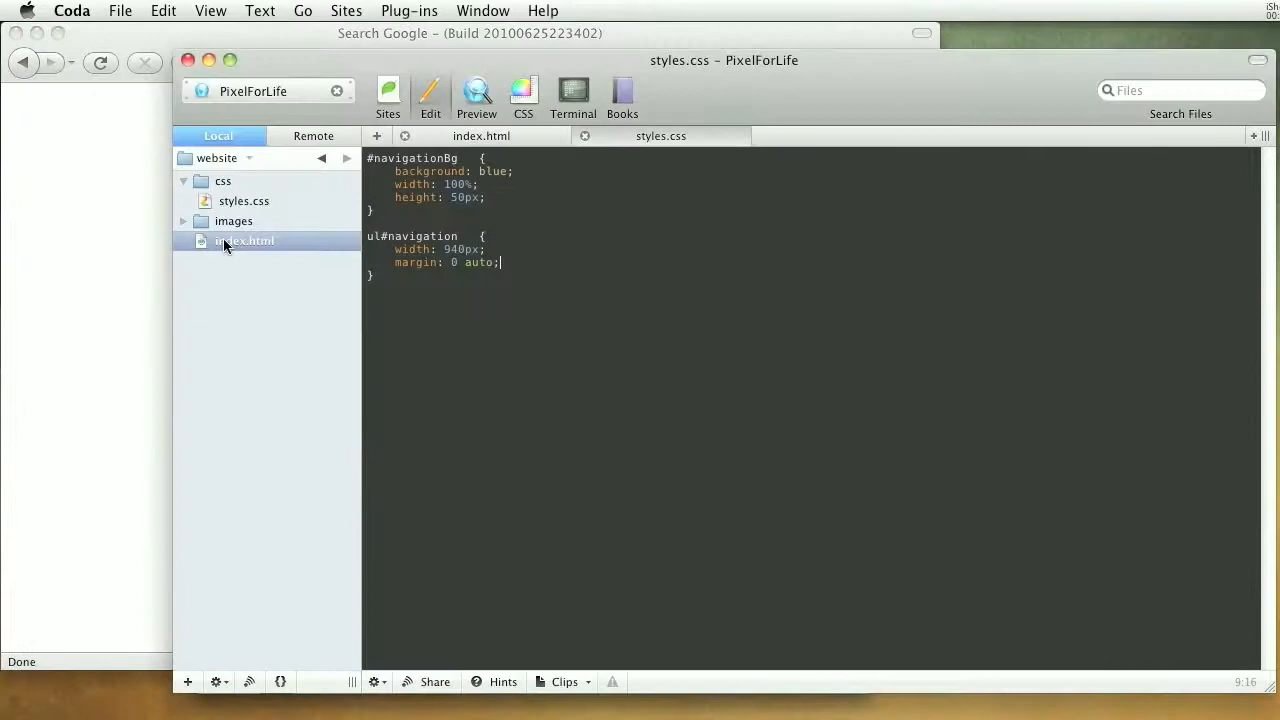 Coda File Edit View Text Go Sites Plug-ins Window Help
Search Google – (Build 20100625223402)
styles.css – PixelForLife
PixelForLife
Files
Sites Edit Preview CSS Terminal Books Search Files
Local Remote index.html styles.css
website
css
styles.css
images
index.html
#navigationBg {
background: blue;
width: 100%;
height: 50px;
}
ul#navigation {
width: 940px;
margin: 0 auto;
}
Done
Share Hints Clips 9:16